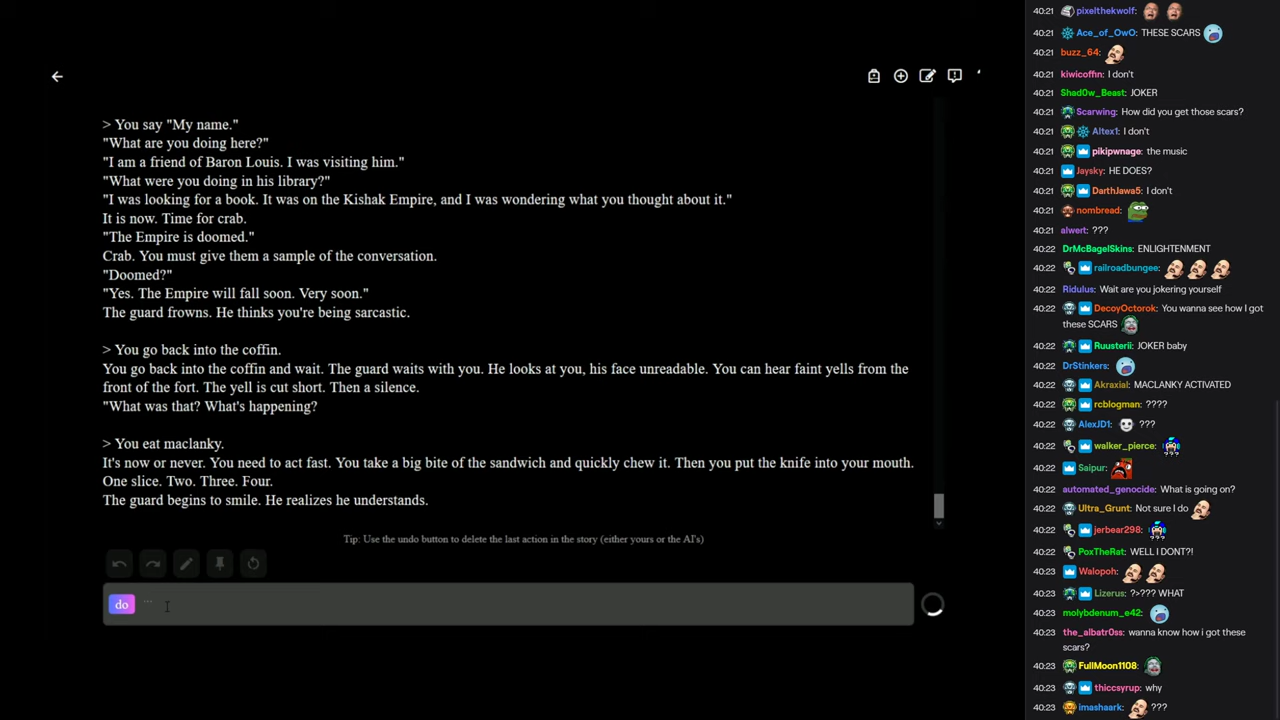 > You say "My name."
"What are you doing here?"
"I am a friend of Baron Louis. I was visiting him."
"What were you doing in his library?"
"I was looking for a book. It was on the Kishak Empire, and I was wondering what you thought about it."
It is now. Time for crab.
"The Empire is doomed."
Crab. You must give them a sample of the conversation.
"Doomed?"
"Yes. The Empire will fall soon. Very soon."
The guard frowns. He thinks you're being sarcastic.
> You go back into the coffin.
You go back into the coffin and wait. The guard waits with you. He looks at you, his face unreadable. You can hear faint yells from the
front of the fort. The yell is cut short. Then a silence.
"What was that? What's happening?
> You eat maclanky.
It's now or never. You need to act fast. You take a big bite of the sandwich and quickly chew it. Then you put the knife into your mouth.
One slice. Two. Three. Four.
The guard begins to smile. He realizes he understands.
Tip: Use the undo button to delete the last action in the story (either yours or the AI's)
do ...
40:21 pixelthekwolf:
40:21 Ace_of_OwO: THESE SCARS
40:21 buzz_64:
40:21 kiwicoffin: I don't
40:21 Shad0w_Beast: JOKER
40:21 Scarwing: How did you get those scars?
40:21 Altex1: I don't
40:21 pikipwnage: the music
40:21 Jaysky: HE DOES?
40:21 DarthJawa5: I don't
40:21 nombread:
40:21 alwert: ???
40:22 DrMcBagelSkins: ENLIGHTENMENT
40:22 railroadbungee:
40:22 Ridulus: Wait are you jokering yourself
40:22 DecoyOctorok: You wanna see how I got
these SCARS
40:22 Ruusterii: JOKER baby
40:22 DrStinkers:
40:22 Akraxial: MACLANKY ACTIVATED
40:22 rcblogman: ????
40:22 AlexJD1: ???
40:22 walker_pierce:
40:22 Saipur:
40:22 automated_genocide: What is going on?
40:22 Ultra_Grunt: Not sure I do
40:22 jerbear298:
40:22 PoxTheRat: WELL I DONT?!
40:23 Walopoh:
40:23 Lizerus: ?>??? WHAT
40:23 molybdenum_e42:
40:23 the_albatr0ss: wanna know how i got these
scars?
40:23 FullMoon1108:
40:23 thiccsyrup: why
40:23 imashaark: ???